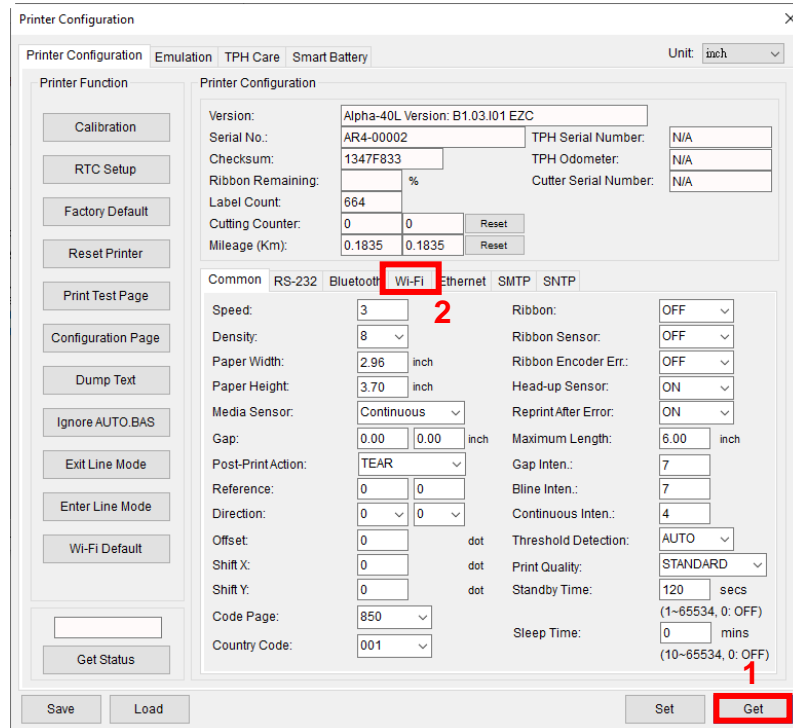 Printer Configuration
Printer Configuration Emulation TPH Care Smart Battery Unit: inch
Printer Function
Calibration
RTC Setup
Factory Default
Reset Printer
Print Test Page
Configuration Page
Dump Text
Ignore AUTO.BAS
Exit Line Mode
Enter Line Mode
Wi-Fi Default
Get Status
Printer Configuration
Version: Alpha-40L Version: B1.03.I01 EZC
Serial No.: AR4-00002 TPH Serial Number: N/A
Checksum: 1347F833 TPH Odometer: N/A
Ribbon Remaining: % Cutter Serial Number: N/A
Label Count: 664
Cutting Counter: 0 0 Reset
Mileage (Km): 0.1835 0.1835 Reset
Common RS-232 Bluetooth Wi-Fi Ethernet SMTP SNTP
2
Speed: 3 Ribbon: OFF
Density: 8 Ribbon Sensor: OFF
Paper Width: 2.96 inch Ribbon Encoder Err.: OFF
Paper Height: 3.70 inch Head-up Sensor: ON
Media Sensor: Continuous Reprint After Error: ON
Gap: 0.00 0.00 inch Maximum Length: 6.00 inch
Post-Print Action: TEAR Gap Inten.: 7
Reference: 0 0 Bline Inten.: 7
Direction: 0 0 Continuous Inten.: 4
Offset: 0 dot Threshold Detection: AUTO
Shift X: 0 dot Print Quality: STANDARD
Shift Y: 0 dot Standby Time: 120 secs
(1~65534, 0: OFF)
Code Page: 850
Sleep Time: 0 mins
Country Code: 001
(10~65534, 0: OFF)
1
Save Load Set Get